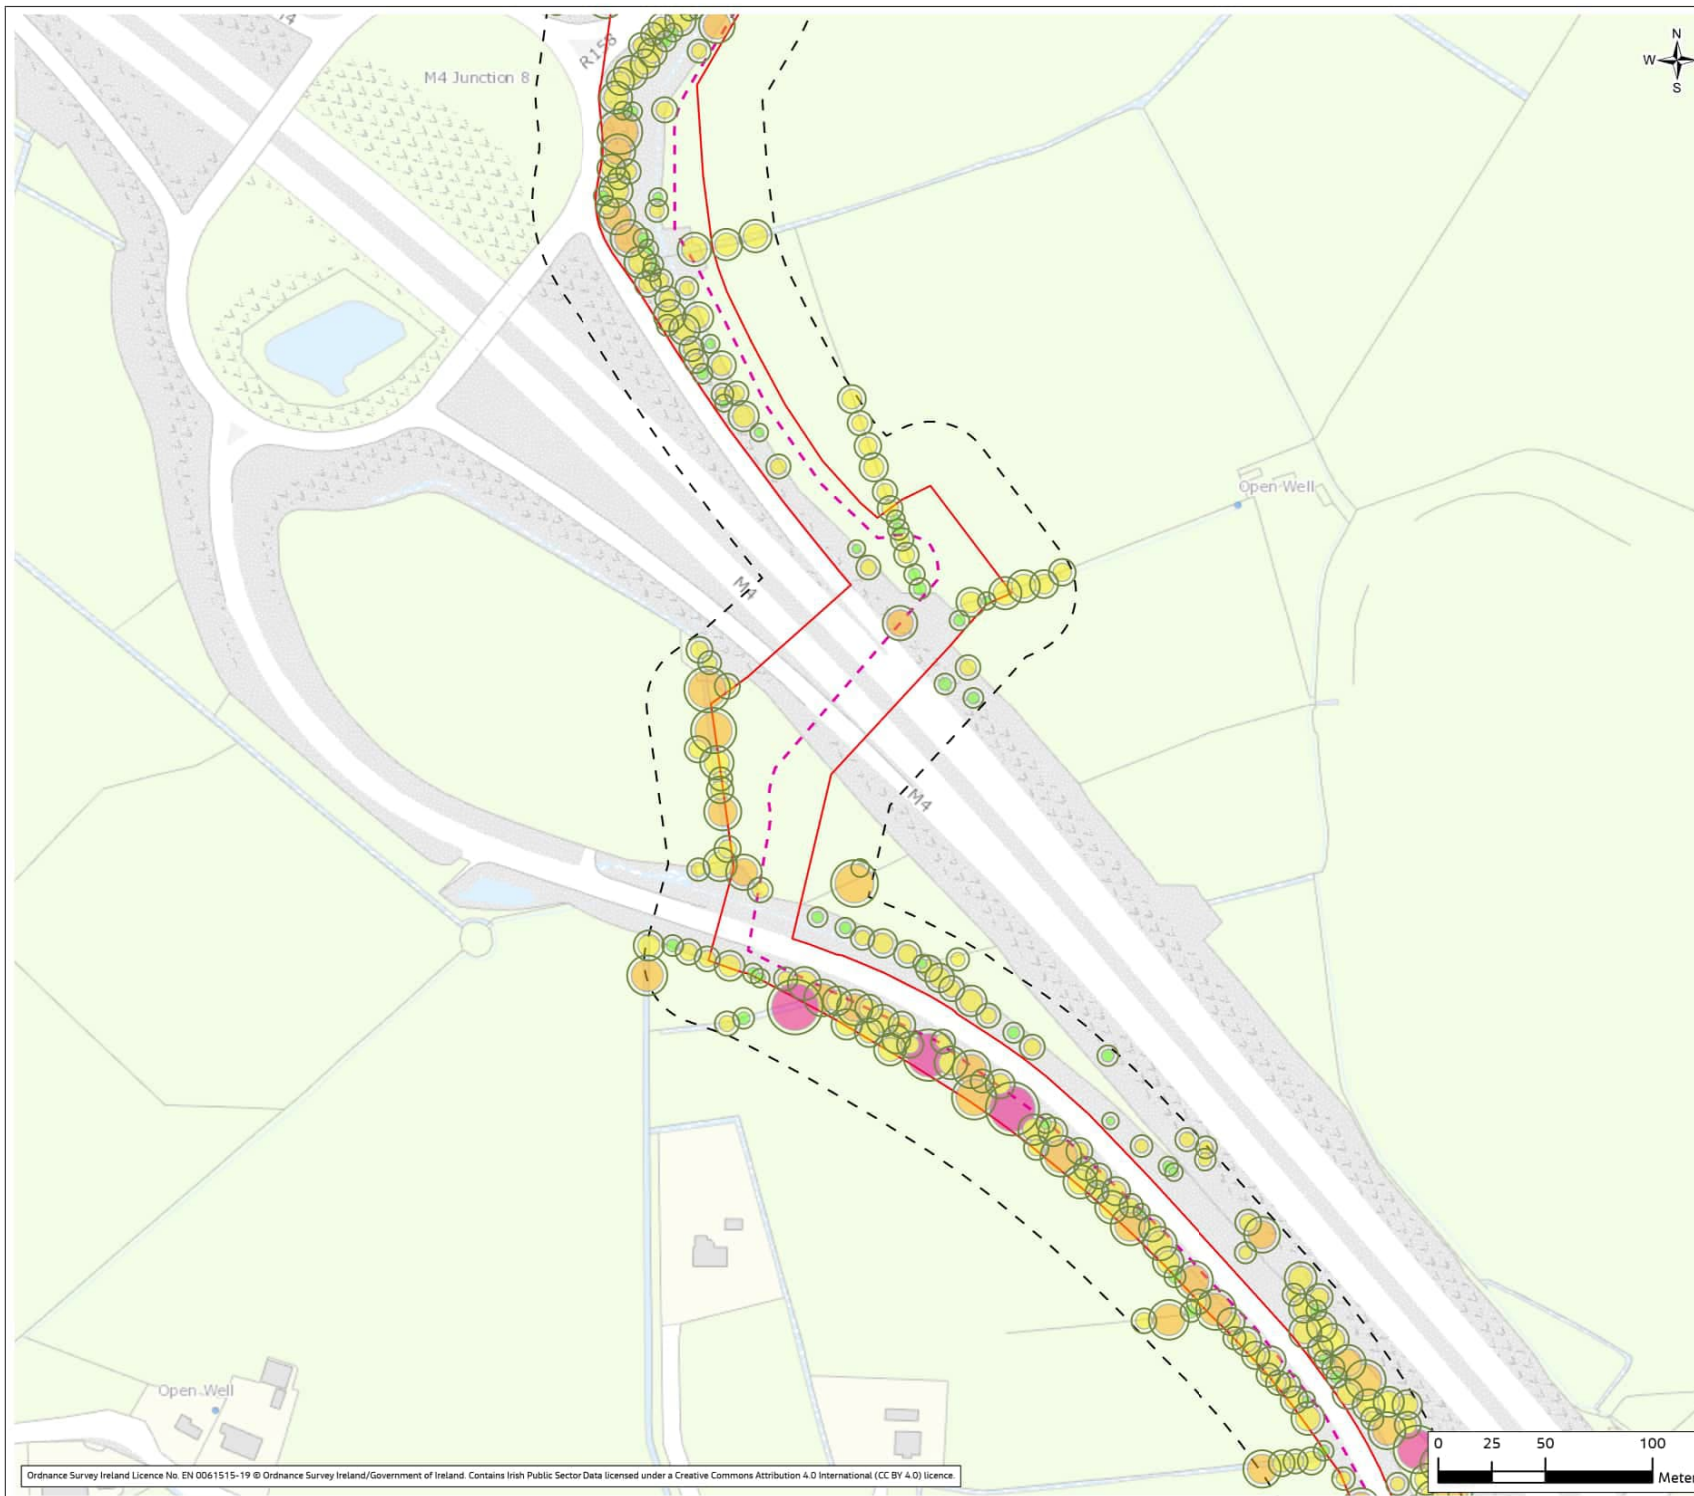 M4 Junction 8
R158
N
W
S
Open Well
M4
M4
Open Well
0 25 50 100
Meter
Ordnance Survey Ireland Licence No. EN 0061515-19 © Ordnance Survey Ireland/Government of Ireland. Contains Irish Public Sector Data licensed under a Creative Commons Attribution 4.0 International (CC BY 4.0) licence.